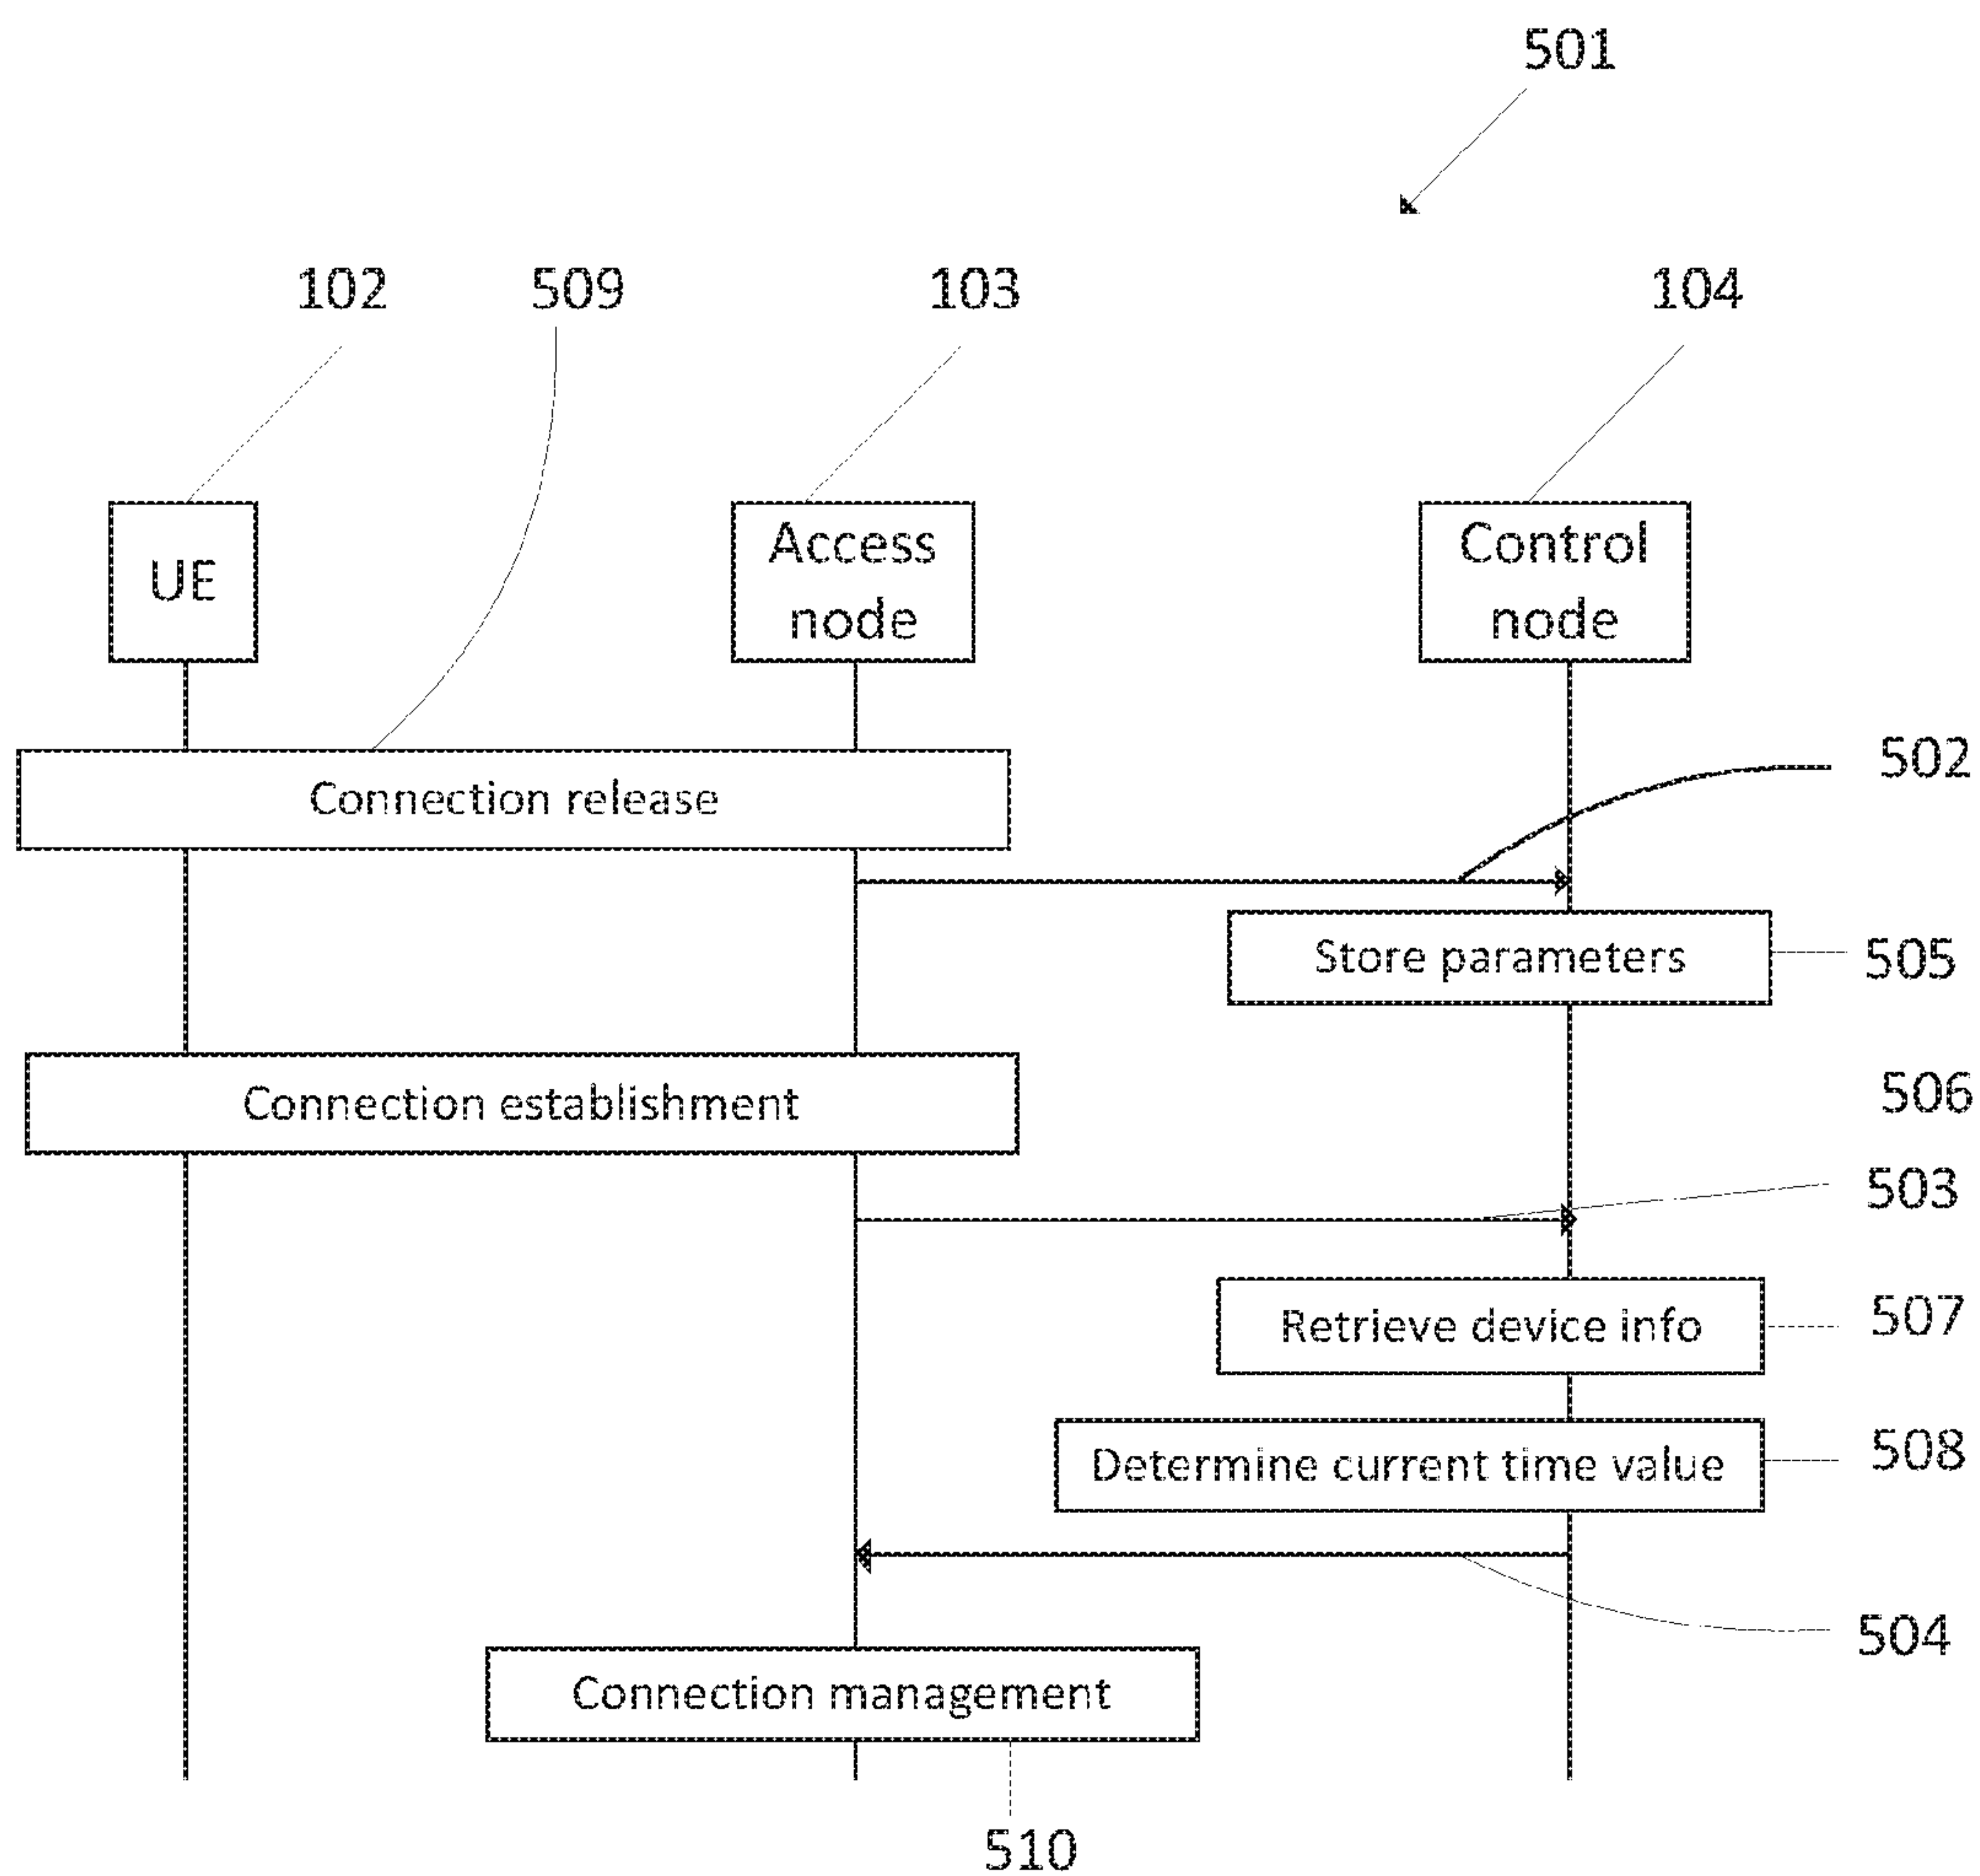 501
102
509
103
104
UE
Access
node
Control
node
Connection release
502
Store parameters
505
Connection establishment
506
503
Retrieve device info
507
Determine current time value
508
504
Connection management
510